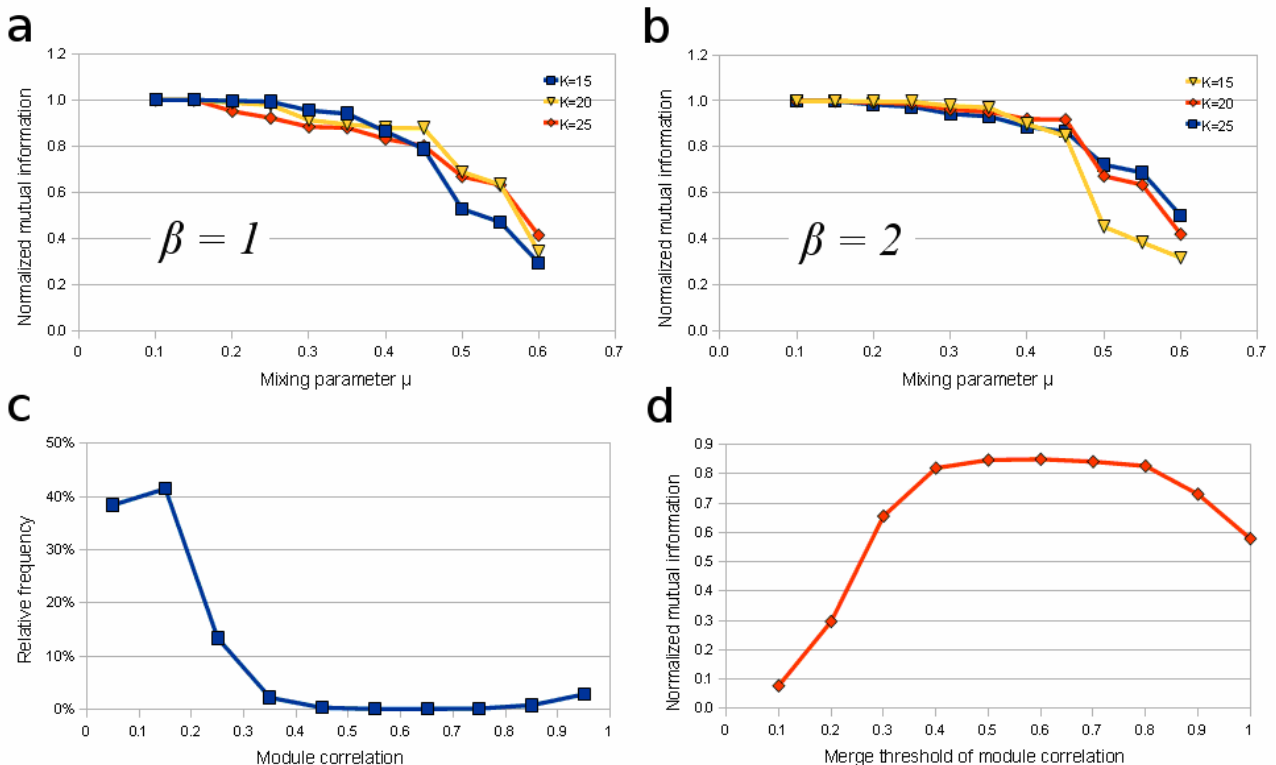 a
Normalized mutual information
1.2
1.0
0.8
0.6
0.4
0.2
0.0
K=15
K=20
K=25
β = 1
0 0.1 0.2 0.3 0.4 0.5 0.6 0.7
Mixing parameter μ
b
Normalized mutual information
1.2
1.0
0.8
0.6
0.4
0.2
0.0
K=15
K=20
K=25
β = 2
0.0 0.1 0.2 0.3 0.4 0.5 0.6 0.7
Mixing parameter μ
c
Relative frequency
50%
40%
30%
20%
10%
0%
0 0.1 0.2 0.3 0.4 0.5 0.6 0.7 0.8 0.9 1
Module correlation
d
Normalized mutual information
0.9
0.8
0.7
0.6
0.5
0.4
0.3
0.2
0.1
0.0
0 0.1 0.2 0.3 0.4 0.5 0.6 0.7 0.8 0.9 1
Merge threshold of module correlation